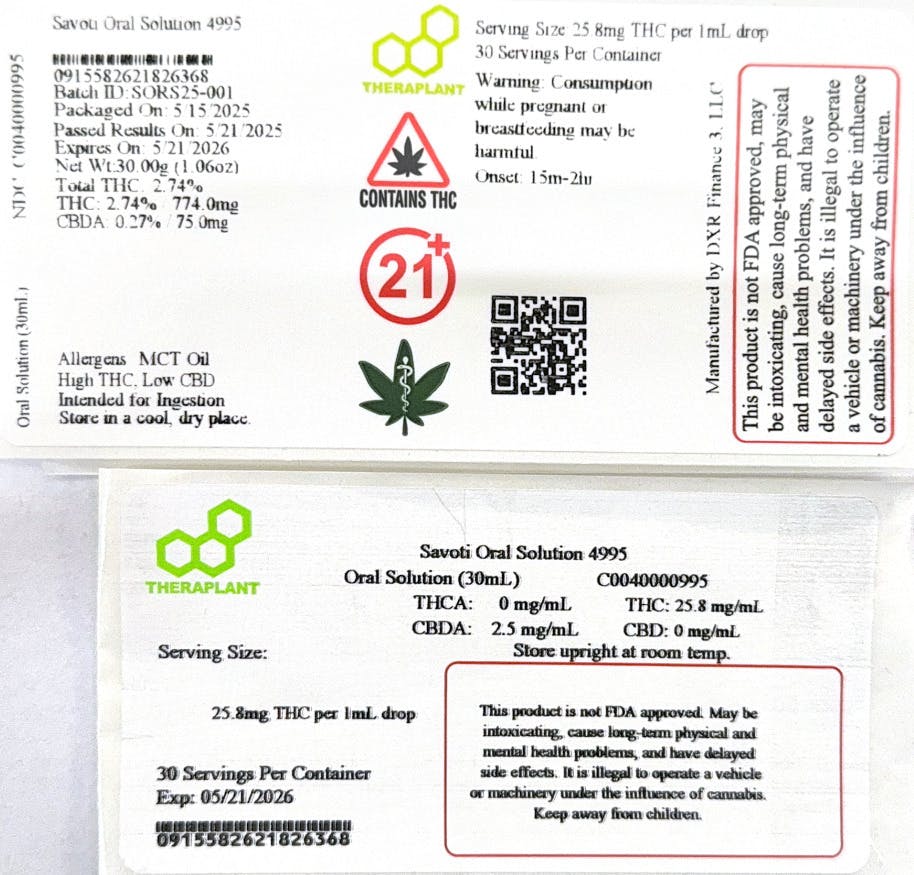 Savoti Oral Solution 4995
0915582621826368
Batch ID: SORS25-001
Packaged On: 5/15/2025
Passed Results On: 5/21/2025
Expires On: 5/21/2026
Net Wt:30.00g (1.06oz)
Total THC: 2.74%
THC: 2.74% / 774.0mg
CBDA: 0.27% / 75.0mg
Allergens MCT Oil
High THC, Low CBD
Intended for Ingestion
Store in a cool, dry place.
NDC C0040000995
Oral Solution (30mL)
THERAPLANT
CONTAINS THC
21+
Serving Size 25.8mg THC per 1mL drop
30 Servings Per Container
Warning: Consumption
while pregnant or
breastfeeding may be
harmful.
Onset: 15m-2hr
Manufactured by DXR Finance 3, LLC
This product is not FDA approved, may
be intoxicating, cause long-term physical
and mental health problems, and have
delayed side effects. It is illegal to operate
a vehicle or machinery under the influence
of cannabis. Keep away from children.
THERAPLANT
Savoti Oral Solution 4995
Oral Solution (30mL) C0040000995
THCA: 0 mg/mL THC: 25.8 mg/mL
CBDA: 2.5 mg/mL CBD: 0 mg/mL
Store upright at room temp.
Serving Size:
25.8mg THC per 1mL drop
30 Servings Per Container
Exp: 05/21/2026
0915582621826368
This product is not FDA approved. May be
intoxicating, cause long-term physical and
mental health problems, and have delayed
side effects. It is illegal to operate a vehicle
or machinery under the influence of cannabis.
Keep away from children.